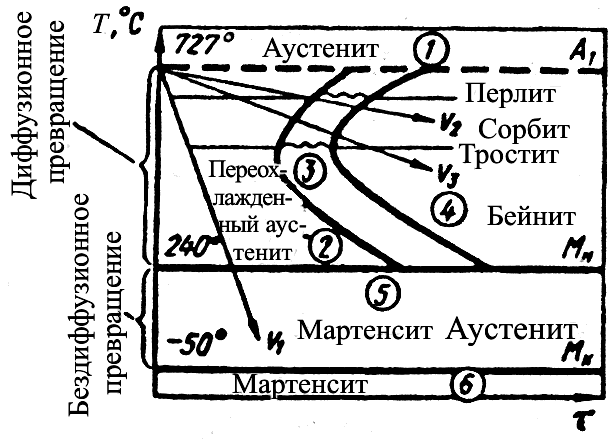 T,°C
727°
Аустенит
1
A₁
Перлит
V₂
Сорбит
Тростит
Переох-
лажден-
ный аус-
тенит
3
V₃
4
Бейнит
2
240°
Mн
5
-50°
V₁
Мартенсит Аустенит
Mк
Мартенсит
6
τ
Диффузионное
превращение
Бездиффузионное
превращение